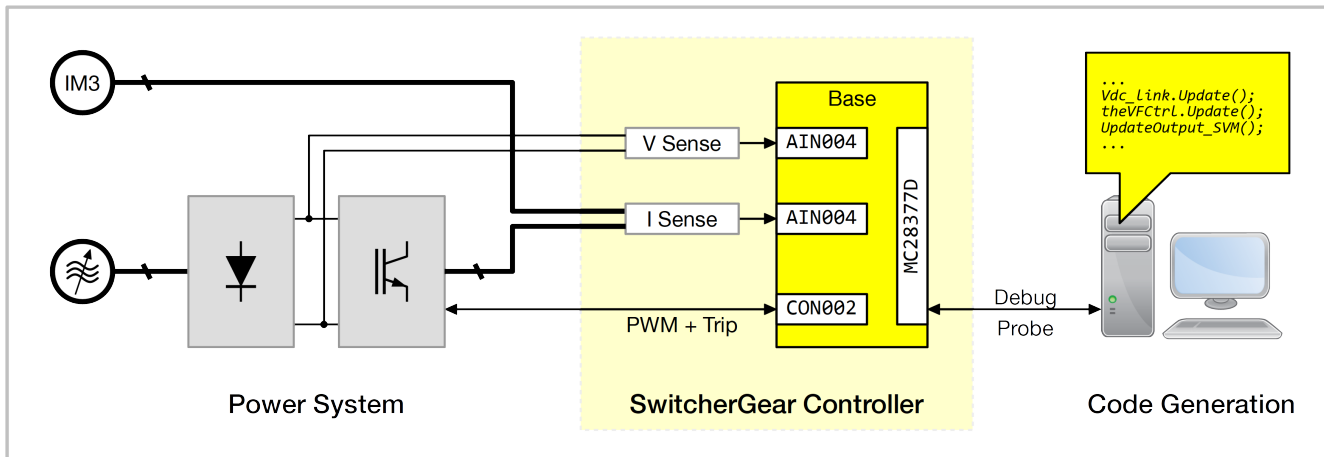 IM3
V Sense
I Sense
PWM + Trip
Base
AIN004
AIN004
CON002
MC28377D
...
Vdc_link.Update();
theVFCtrl.Update();
UpdateOutput_SVM();
...
Debug
Probe
Power System
SwitcherGear Controller
Code Generation